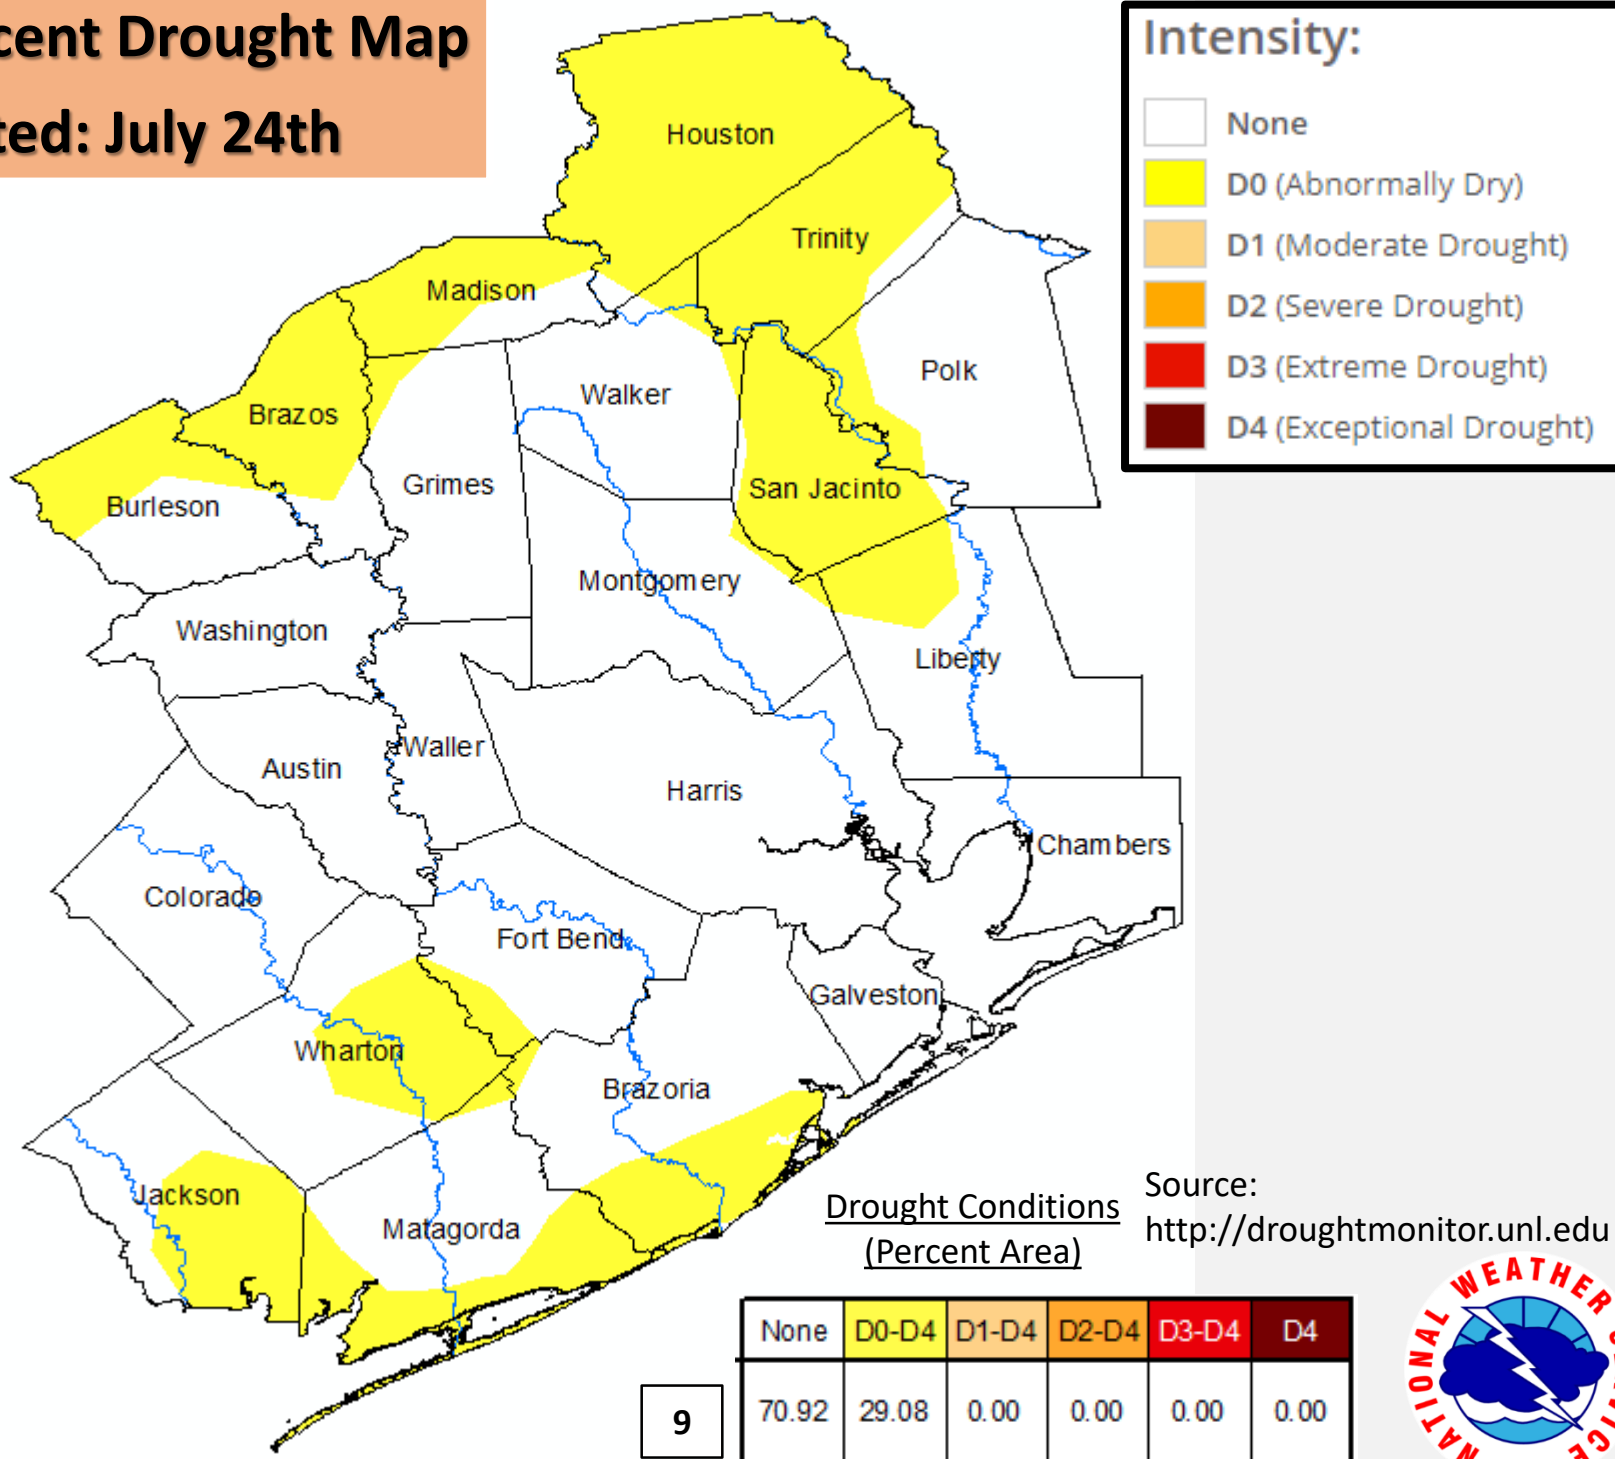 cent Drought Map
ted: July 24th
Intensity:
None
D0 (Abnormally Dry)
D1 (Moderate Drought)
D2 (Severe Drought)
D3 (Extreme Drought)
D4 (Exceptional Drought)
Houston
Trinity
Madison
Polk
Walker
Brazos
Grimes
San Jacinto
Burleson
Montgomery
Washington
Liberty
Waller
Austin
Harris
Chambers
Colorado
Fort Bend
Galveston
Wharton
Brazoria
Jackson
Matagorda
Drought Conditions
(Percent Area)
Source:
http://droughtmonitor.unl.edu
None D0-D4 D1-D4 D2-D4 D3-D4 D4
70.92 29.08 0.00 0.00 0.00 0.00
9
NATIONAL WEATHER